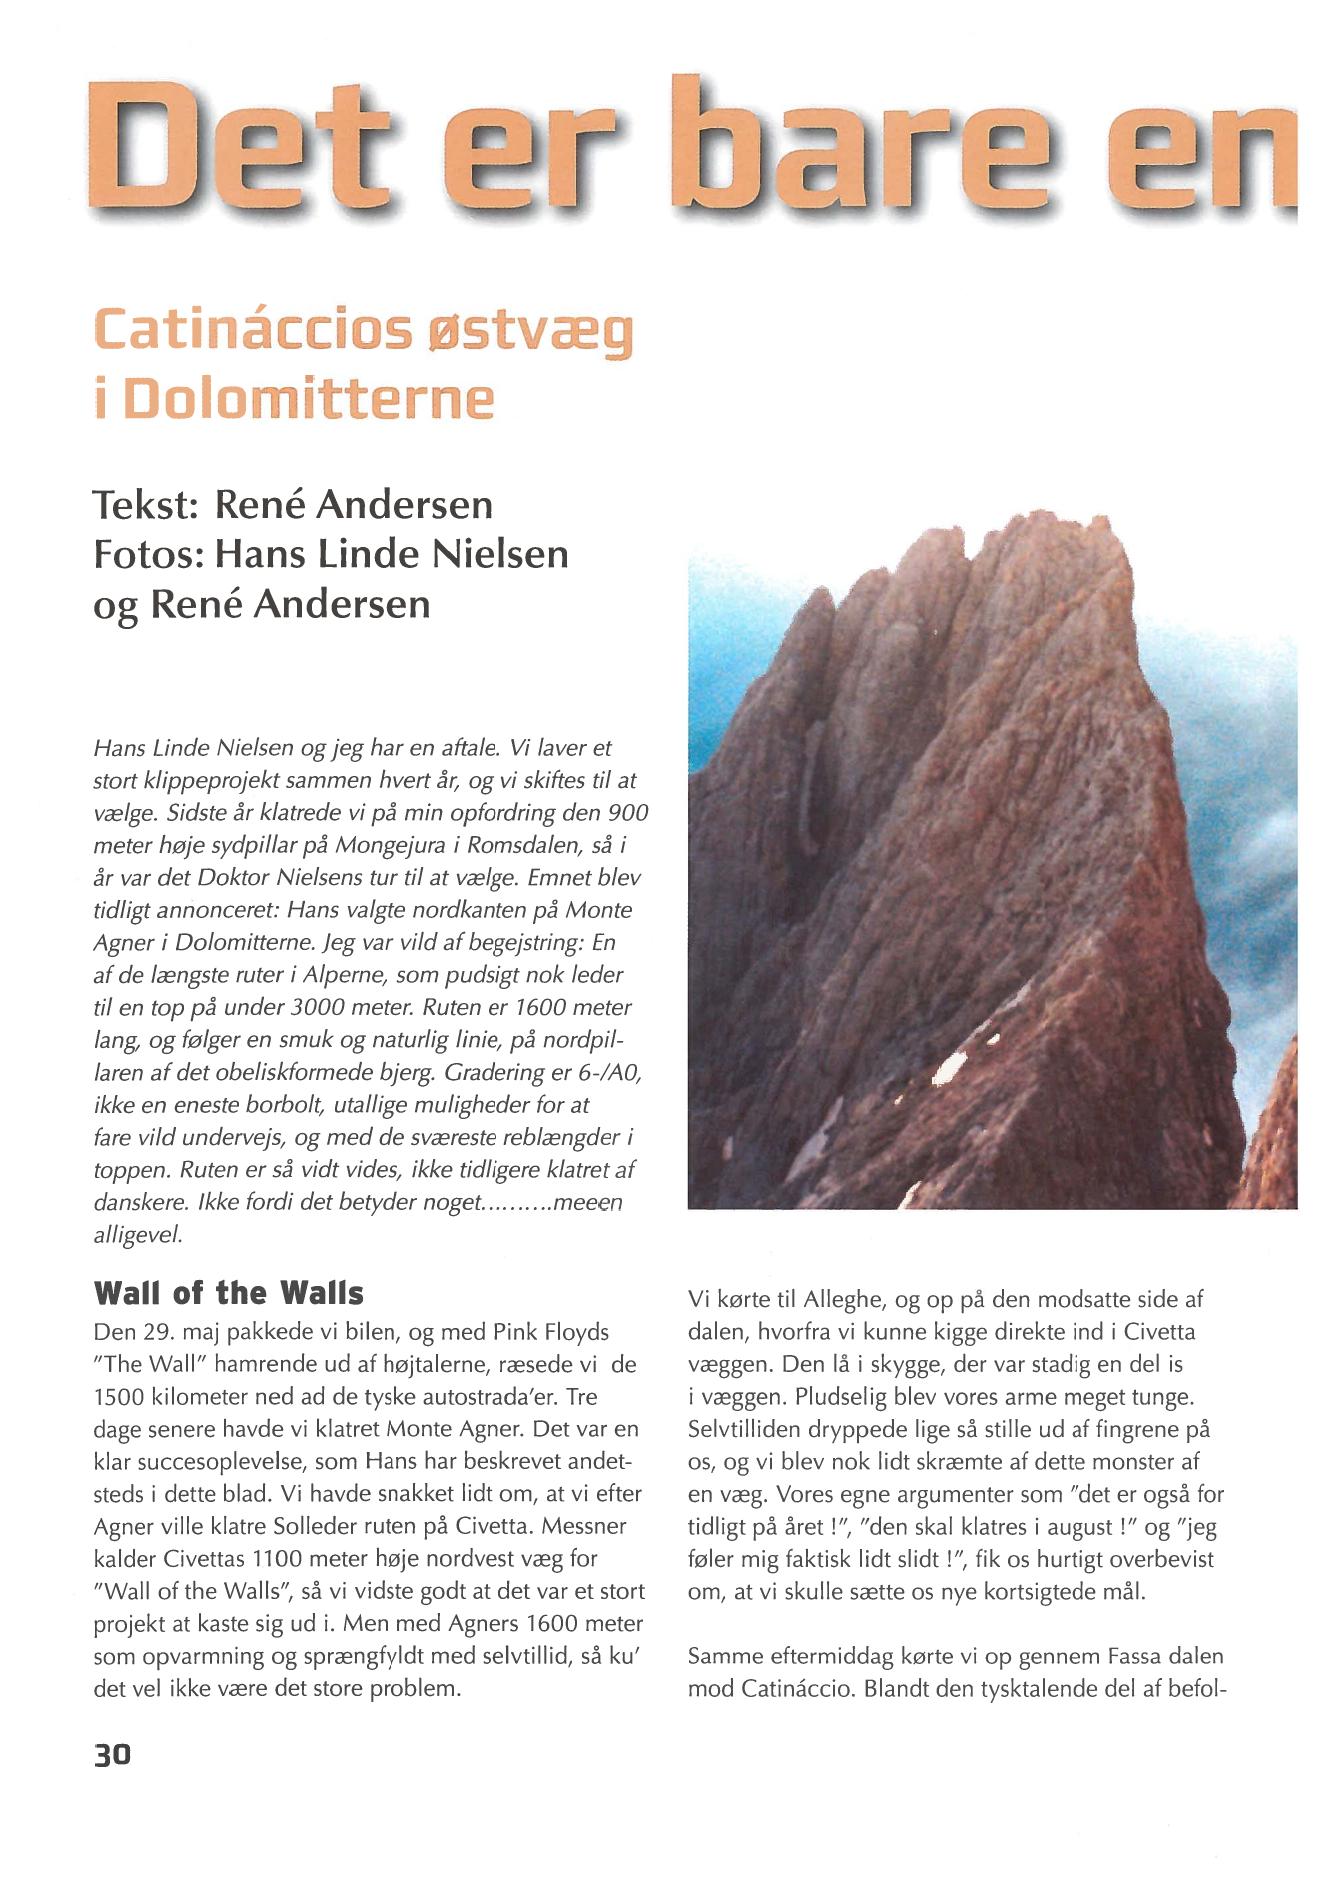 Det er bare en
Catináccios østvæg
i Dolomitterne
Tekst: René Andersen
Fotos: Hans Linde Nielsen
og René Andersen
Hans Linde Nielsen og jeg har en aftale. Vi laver et
stort klippeprojekt sammen hvert år, og vi skiftes til at
vælge. Sidste år klatrede vi på min opfordring den 900
meter høje sydpillar på Mongejura i Romsdalen, så i
år var det Doktor Nielsens tur til at vælge. Emnet blev
tidligt annonceret: Hans valgte nordkanten på Monte
Agner i Dolomitterne. Jeg var vild af begejstring: En
af de længste ruter i Alperne, som pudsigt nok leder
til en top på under 3000 meter. Ruten er 1600 meter
lang, og følger en smuk og naturlig linie, på nordpil-
laren af det obeliskformede bjerg. Gradering er 6-/A0,
ikke en eneste borbolt, utallige muligheder for at
fare vild undervejs, og med de sværeste reblængder i
toppen. Ruten er så vidt vides, ikke tidligere klatret af
danskere. Ikke fordi det betyder noget..........meeen
alligevel.
Wall of the Walls
Den 29. maj pakkede vi bilen, og med Pink Floyds
"The Wall" hamrende ud af højtalerne, ræsede vi de
1500 kilometer ned ad de tyske autostrada'er. Tre
dage senere havde vi klatret Monte Agner. Det var en
klar succesoplevelse, som Hans har beskrevet andet-
steds i dette blad. Vi havde snakket lidt om, at vi efter
Agner ville klatre Solleder ruten på Civetta. Messner
kalder Civettas 1100 meter høje nordvest væg for
"Wall of the Walls", så vi vidste godt at det var et stort
projekt at kaste sig ud i. Men med Agners 1600 meter
som opvarmning og sprængfyldt med selvtillid, så ku'
det vel ikke være det store problem.
Vi kørte til Alleghe, og op på den modsatte side af
dalen, hvorfra vi kunne kigge direkte ind i Civetta
væggen. Den lå i skygge, der var stadig en del is
i væggen. Pludselig blev vores arme meget tunge.
Selvtilliden dryppede lige så stille ud af fingrene på
os, og vi blev nok lidt skræmte af dette monster af
en væg. Vores egne argumenter som "det er også for
tidligt på året !", "den skal klatres i august !" og "jeg
føler mig faktisk lidt slidt !", fik os hurtigt overbevist
om, at vi skulle sætte os nye kortsigtede mål.
Samme eftermiddag kørte vi op gennem Fassa dalen
mod Catináccio. Blandt den tysktalende del af befol-
30